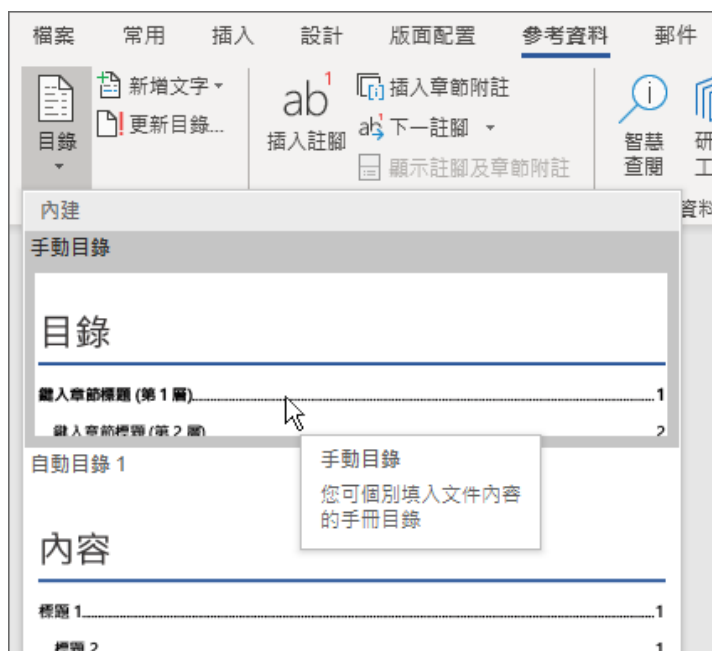 檔案 常用 插入 設計 版面配置 參考資料 郵件
目錄
新增文字
更新目錄...
ab1
插入註腳
插入章節附註
下一註腳
顯示註腳及章節附註
智慧
查閱
研
工
資料
內建
手動目錄
目錄
鍵入章節標題 (第 1 層)...1
鍵入章節標題 (第 2 層) 2
手動目錄
您可個別填入文件內容
的手冊目錄
自動目錄 1
內容
標題 1...1
標題 2 1